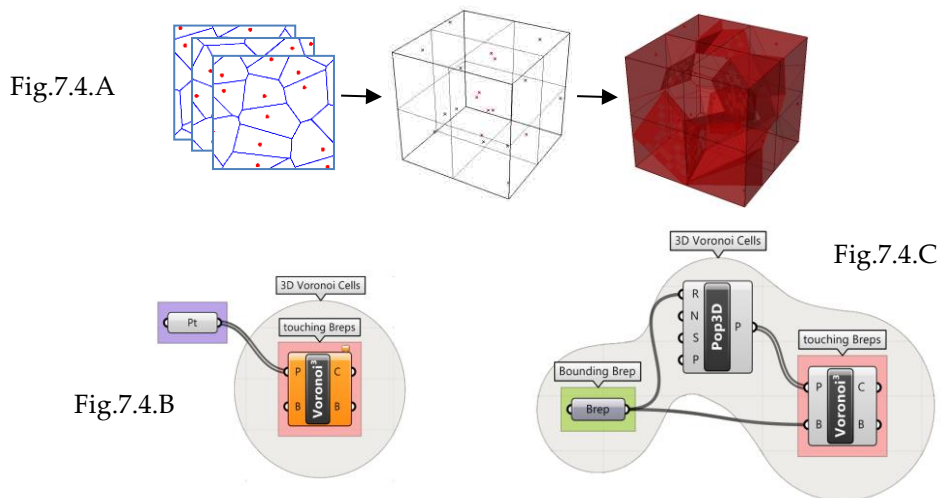 Fig.7.4.A
Fig.7.4.B
3D Voronoi Cells
touching Breps
Pt
P
B
Voronoi³
C
B
Fig.7.4.C
3D Voronoi Cells
R
N
S
P
Pop3D
P
touching Breps
Bounding Brep
Brep
P
B
Voronoi³
C
B